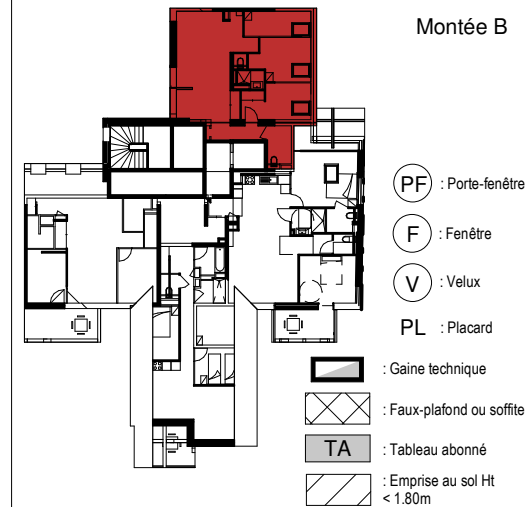 Montée B
PF : Porte-fenêtre
F : Fenêtre
V : Velux
PL : Placard
: Gaine technique
: Faux-plafond ou soffite
TA : Tableau abonné
: Emprise au sol Ht
< 1.80m